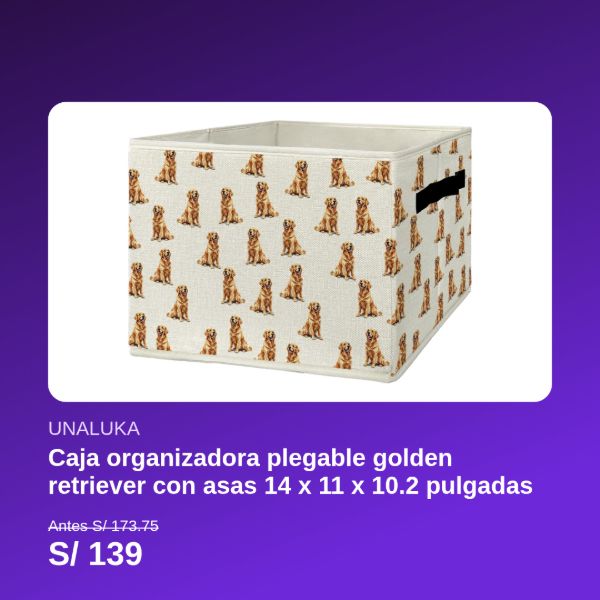 UNALUKA
Caja organizadora plegable golden
retriever con asas 14 x 11 x 10.2 pulgadas
Antes S/ 173.75
S/ 139